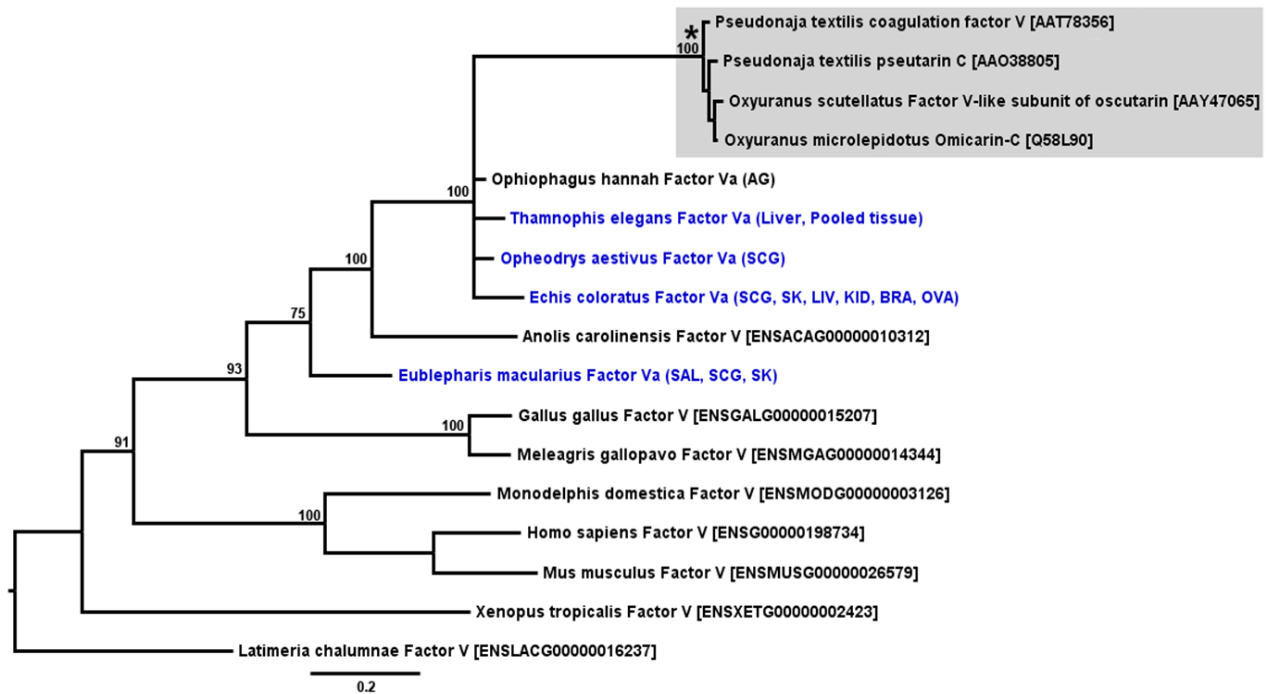 *
100
Pseudonaja textilis coagulation factor V [AAT78356]
Pseudonaja textilis pseutarin C [AAO38805]
Oxyuranus scutellatus Factor V-like subunit of oscutarin [AAY47065]
Oxyuranus microlepidotus Omicarin-C [Q58L90]
Ophiophagus hannah Factor Va (AG)
100
Thamnophis elegans Factor Va (Liver, Pooled tissue)
Opheodrys aestivus Factor Va (SCG)
100
Echis coloratus Factor Va (SCG, SK, LIV, KID, BRA, OVA)
75
Anolis carolinensis Factor V [ENSACAG00000010312]
93
Eublepharis macularius Factor Va (SAL, SCG, SK)
Gallus gallus Factor V [ENSGALG00000015207]
100
91
Meleagris gallopavo Factor V [ENSMGAG00000014344]
Monodelphis domestica Factor V [ENSMODG00000003126]
100
Homo sapiens Factor V [ENSG00000198734]
Mus musculus Factor V [ENSMUSG00000026579]
Xenopus tropicalis Factor V [ENSXETG00000002423]
Latimeria chalumnae Factor V [ENSLACG00000016237]
0.2